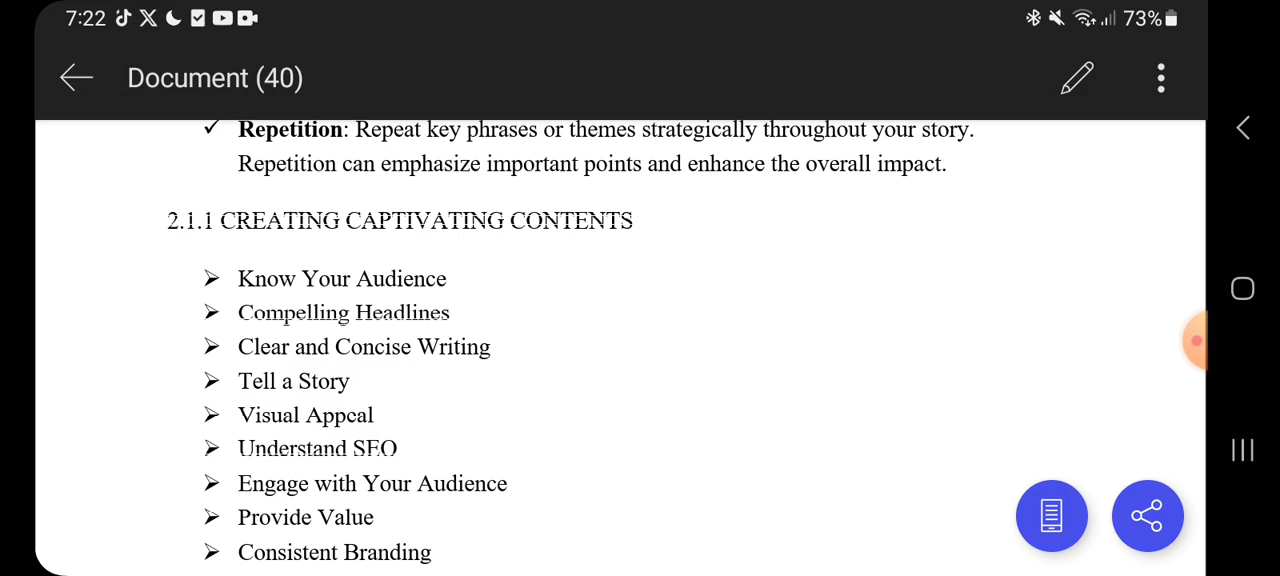 7:22
73%
Document (40)
✓ Repetition: Repeat key phrases or themes strategically throughout your story.
Repetition can emphasize important points and enhance the overall impact.
2.1.1 CREATING CAPTIVATING CONTENTS
➢ Know Your Audience
➢ Compelling Headlines
➢ Clear and Concise Writing
➢ Tell a Story
➢ Visual Appeal
➢ Understand SEO
➢ Engage with Your Audience
➢ Provide Value
➢ Consistent Branding